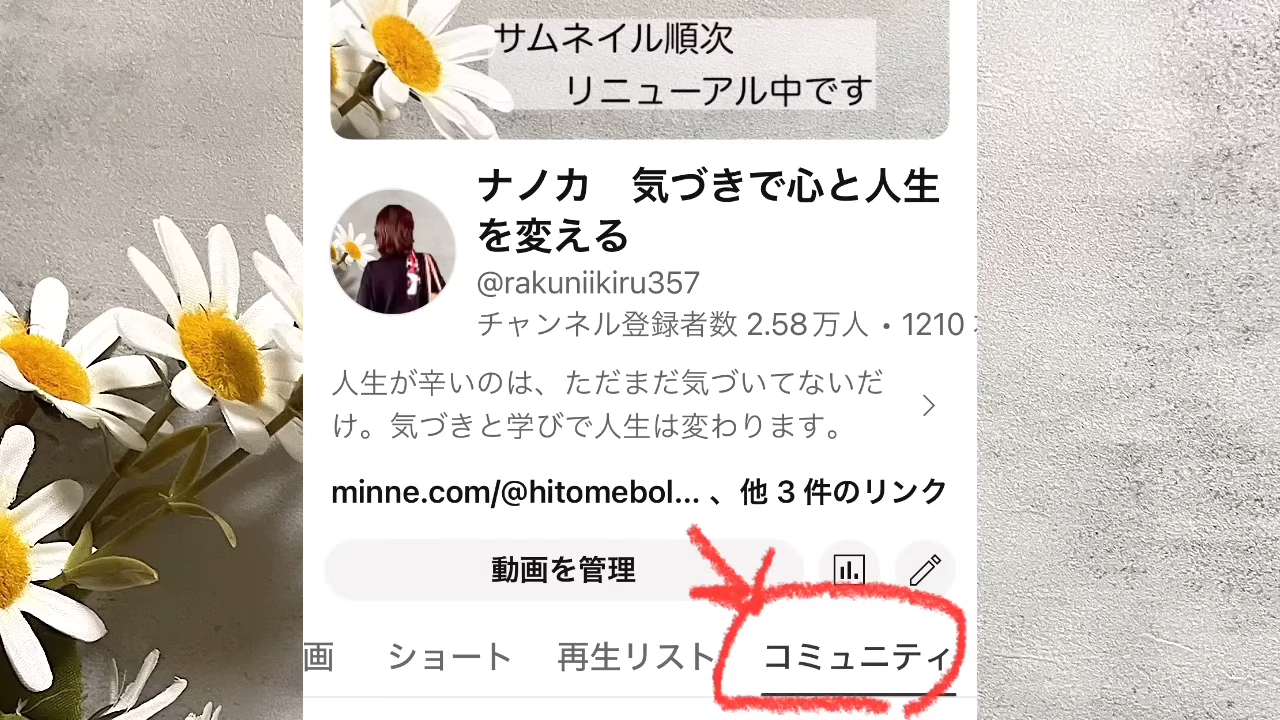 サムネイル順次
リニューアル中です
ナノカ　気づきで心と人生
を変える
@rakuniikiru357
チャンネル登録者数 2.58万人・1210
人生が辛いのは、ただまだ気づいてないだ
け。気づきと学びで人生は変わります。
minne.com/@hitomebol... 、他 3 件のリンク
動画を管理
画 ショート 再生リスト コミュニティ